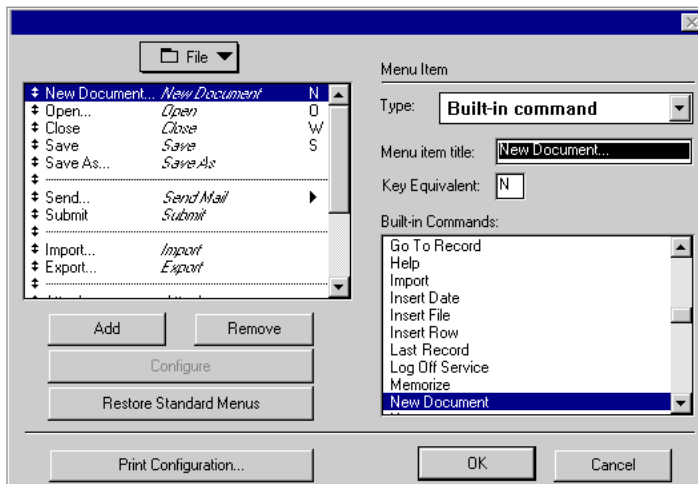 File
New Document... New Document N
Open... Open O
Close Close W
Save Save S
Save As... Save As
Send... Send Mail
Submit Submit
Import... Import
Export... Export
Add
Remove
Configure
Restore Standard Menus
Print Configuration...
Menu Item
Type: Built-in command
Menu item title: New Document...
Key Equivalent: N
Built-in Commands:
Go To Record
Help
Import
Insert Date
Insert File
Insert Row
Last Record
Log Off Service
Memorize
New Document
OK
Cancel